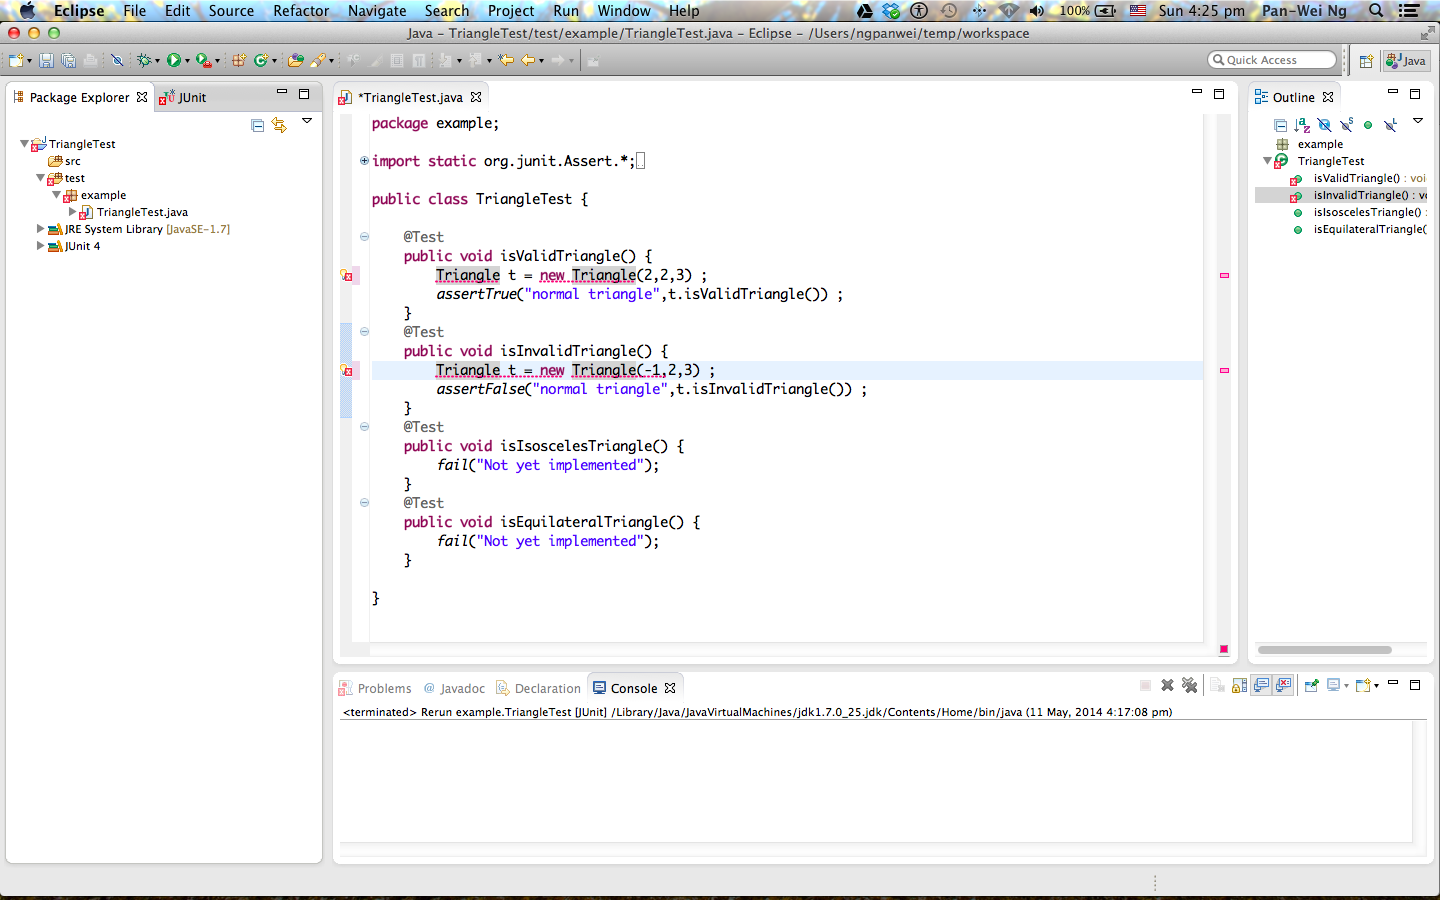 Eclipse File Edit Source Refactor Navigate Search Project Run Window Help 100% Sun 4:25 pm Pan-Wei Ng
Java – TriangleTest/test/example/TriangleTest.java – Eclipse – /Users/ngpanwei/temp/workspace
Quick Access Java
Package Explorer JUnit
TriangleTest
src
test
example
TriangleTest.java
JRE System Library [JavaSE-1.7]
JUnit 4
*TriangleTest.java
package example;
import static org.junit.Assert.*;
public class TriangleTest {
@Test
public void isValidTriangle() {
Triangle t = new Triangle(2,2,3) ;
assertTrue("normal triangle",t.isValidTriangle()) ;
}
@Test
public void isInvalidTriangle() {
Triangle t = new Triangle(-1,2,3) ;
assertFalse("normal triangle",t.isInvalidTriangle()) ;
}
@Test
public void isIsoscelesTriangle() {
fail("Not yet implemented");
}
@Test
public void isEquilateralTriangle() {
fail("Not yet implemented");
}
}
Outline
example
TriangleTest
isValidTriangle() : voi
isInvalidTriangle() : v
isIsoscelesTriangle() :
isEquilateralTriangle(
Problems @ Javadoc Declaration Console
<terminated> Rerun example.TriangleTest [JUnit] /Library/Java/JavaVirtualMachines/jdk1.7.0_25.jdk/Contents/Home/bin/java (11 May, 2014 4:17:08 pm)